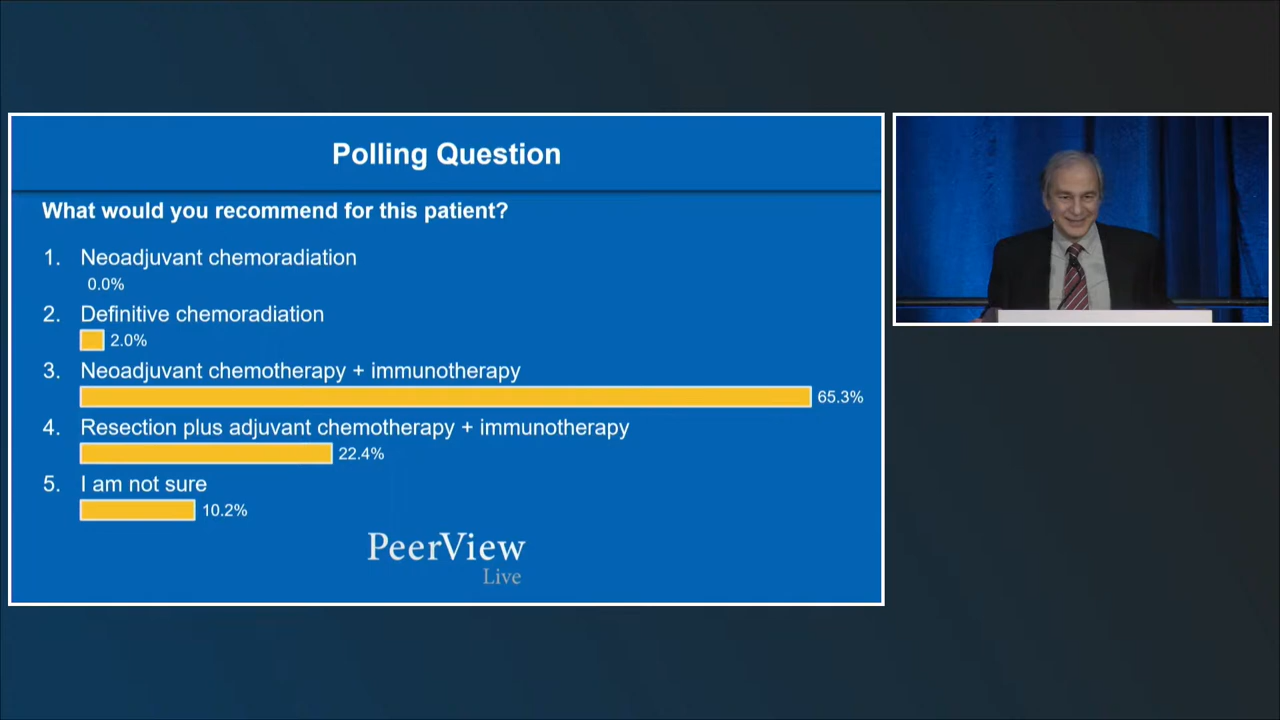 Polling Question
What would you recommend for this patient?
1. Neoadjuvant chemoradiation
0.0%
2. Definitive chemoradiation
2.0%
3. Neoadjuvant chemotherapy + immunotherapy
65.3%
4. Resection plus adjuvant chemotherapy + immunotherapy
22.4%
5. I am not sure
10.2%
PeerView
Live